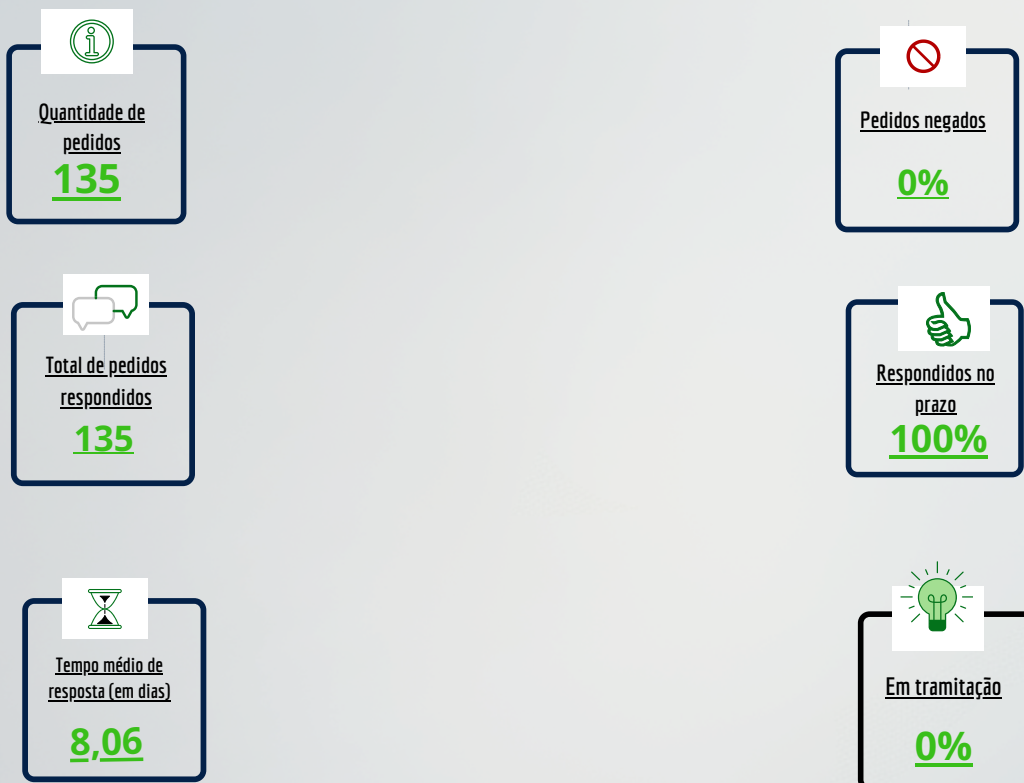 Quantidade de
pedidos
135
Pedidos negados
0%
Total de pedidos
respondidos
135
Respondidos no
prazo
100%
Tempo médio de
resposta (em dias)
8,06
Em tramitação
0%